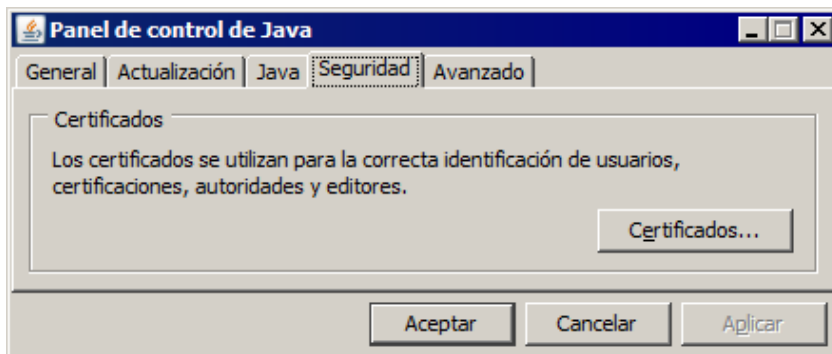 Panel de control de Java
General Actualización Java Seguridad Avanzado
Certificados
Los certificados se utilizan para la correcta identificación de usuarios,
certificaciones, autoridades y editores.
Certificados...
Aceptar Cancelar Aplicar